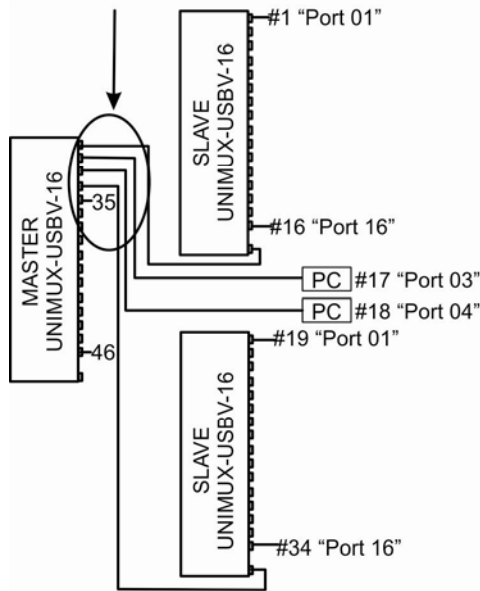 #1 “Port 01”
SLAVE
UNIMUX-USBV-16
#16 “Port 16”
MASTER
UNIMUX-USBV-16
35
46
PC #17 “Port 03”
PC #18 “Port 04”
#19 “Port 01”
SLAVE
UNIMUX-USBV-16
#34 “Port 16”